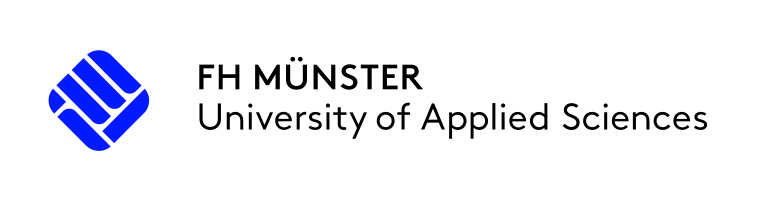 FH MÜNSTER
University of Applied Sciences